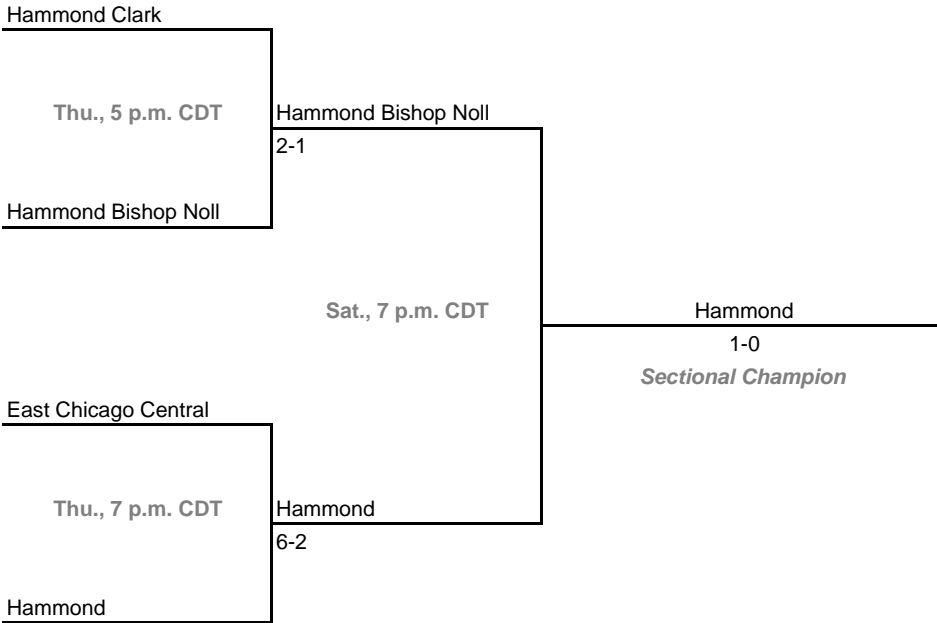 Hammond Clark
Thu., 5 p.m. CDT
Hammond Bishop Noll
2-1
Hammond Bishop Noll
Sat., 7 p.m. CDT
Hammond
1-0
Sectional Champion
East Chicago Central
Thu., 7 p.m. CDT
Hammond
6-2
Hammond